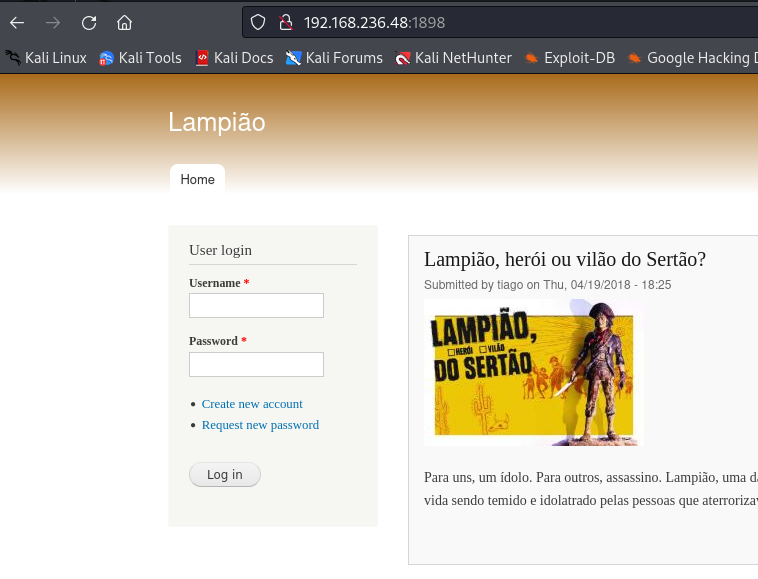 192.168.236.48:1898
Kali Linux Kali Tools Kali Docs Kali Forums Kali NetHunter Exploit-DB Google Hacking
Lampião
Home
User login
Username *
Password *
Create new account
Request new password
Log in
Lampião, herói ou vilão do Sertão?
Submitted by tiago on Thu, 04/19/2018 - 18:25
LAMPIÃO,
HERÓI VILÃO
DO SERTÃO
Para uns, um ídolo. Para outros, assassino. Lampião, uma
vida sendo temido e idolatrado pelas pessoas que